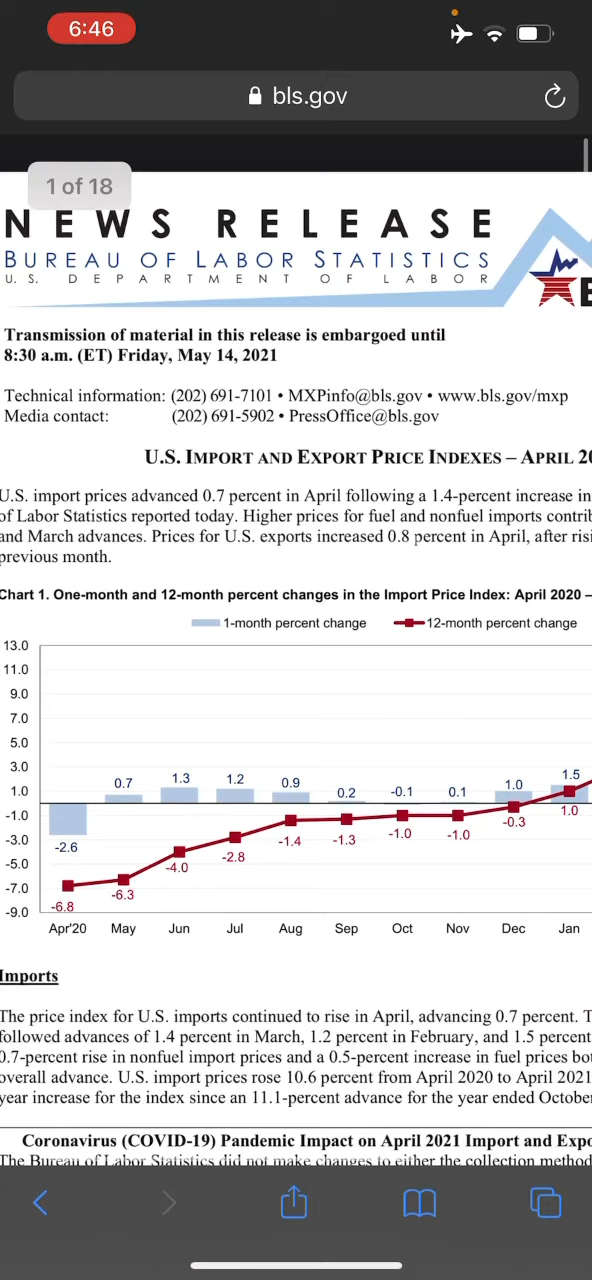 6:46
bls.gov
1 of 18
NEWS RELEASE
BUREAU OF LABOR STATISTICS
U. S. DEPARTMENT OF LABOR
Transmission of material in this release is embargoed until
8:30 a.m. (ET) Friday, May 14, 2021
Technical information: (202) 691-7101 • MXPinfo@bls.gov • www.bls.gov/mxp
Media contact: (202) 691-5902 • PressOffice@bls.gov
U.S. IMPORT AND EXPORT PRICE INDEXES – APRIL 20
U.S. import prices advanced 0.7 percent in April following a 1.4-percent increase in
of Labor Statistics reported today. Higher prices for fuel and nonfuel imports contrib
and March advances. Prices for U.S. exports increased 0.8 percent in April, after risi
previous month.
Chart 1. One-month and 12-month percent changes in the Import Price Index: April 2020 –
1-month percent change 12-month percent change
13.0
11.0
9.0
7.0
5.0
3.0
1.0
-1.0
-3.0
-5.0
-7.0
-9.0
-2.6 0.7 1.3 1.2 0.9 0.2 -0.1 0.1 1.0 1.5
-6.8 -6.3 -4.0 -2.8 -1.4 -1.3 -1.0 -1.0 -0.3 1.0
Apr'20 May Jun Jul Aug Sep Oct Nov Dec Jan
Imports
The price index for U.S. imports continued to rise in April, advancing 0.7 percent. T
followed advances of 1.4 percent in March, 1.2 percent in February, and 1.5 percent
0.7-percent rise in nonfuel import prices and a 0.5-percent increase in fuel prices bot
overall advance. U.S. import prices rose 10.6 percent from April 2020 to April 2021
year increase for the index since an 11.1-percent advance for the year ended October
Coronavirus (COVID-19) Pandemic Impact on April 2021 Import and Expo
The Bureau of Labor Statistics did not make changes to either the collection method